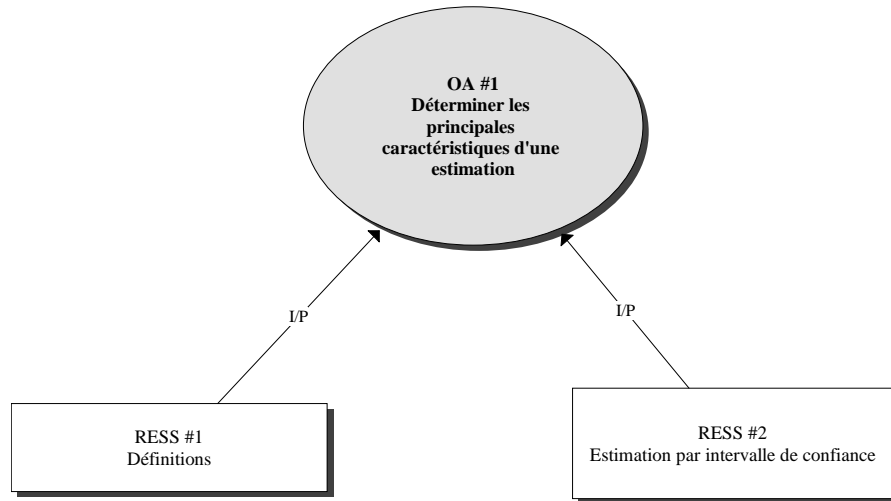 OA #1
Déterminer les
principales
caractéristiques d'une
estimation
I/P
I/P
RESS #1
Définitions
RESS #2
Estimation par intervalle de confiance